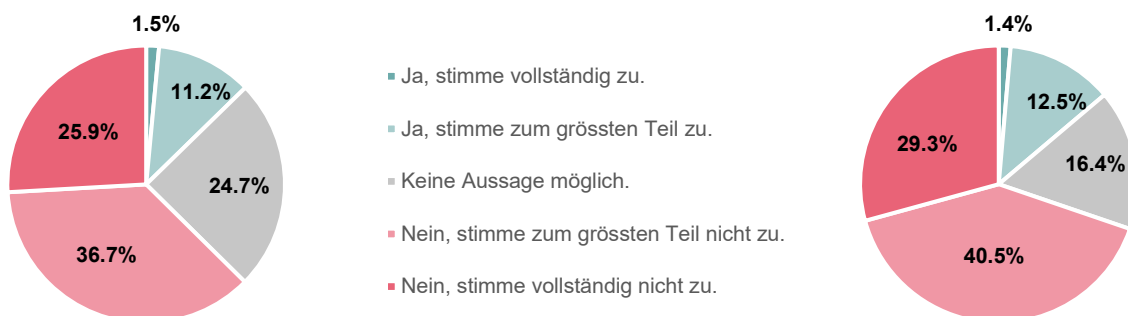 1.5%
11.2%
24.7%
36.7%
25.9%
Ja, stimme vollständig zu.
Ja, stimme zum grössten Teil zu.
Keine Aussage möglich.
Nein, stimme zum grössten Teil nicht zu.
Nein, stimme vollständig nicht zu.
1.4%
12.5%
16.4%
40.5%
29.3%